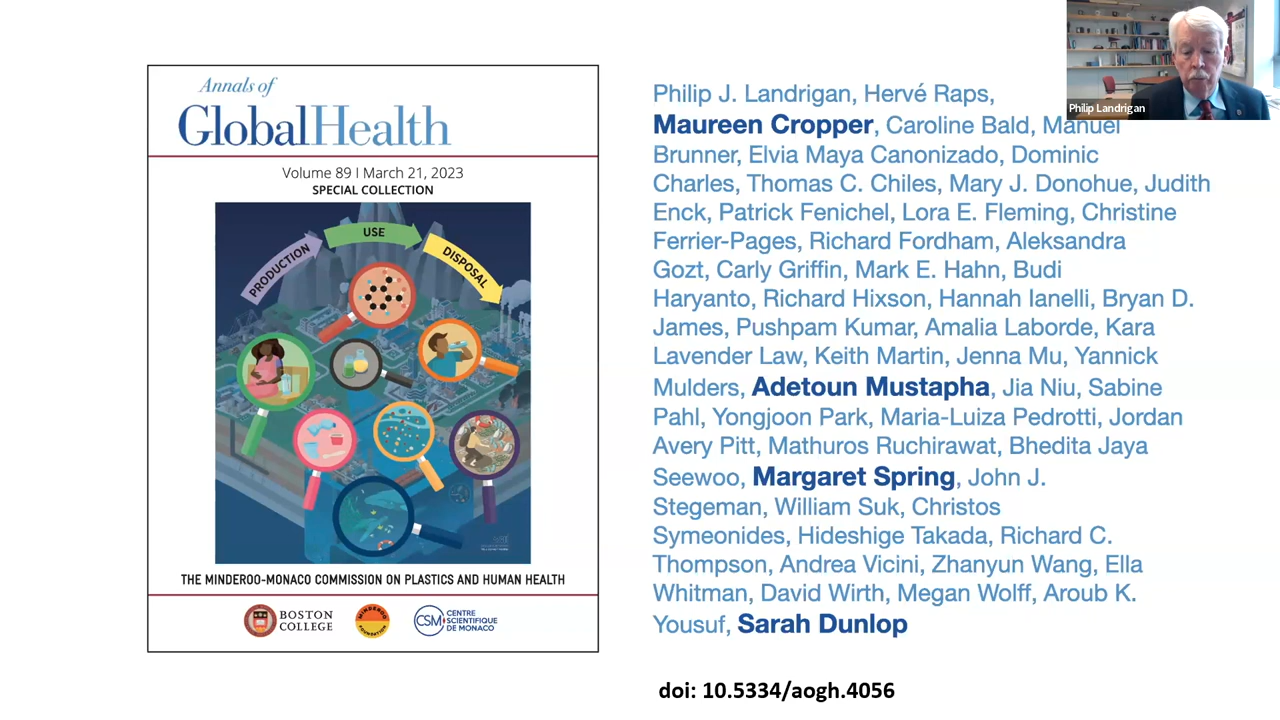 Annals of
GlobalHealth
Volume 89 | March 21, 2023
SPECIAL COLLECTION
PRODUCTION
USE
DISPOSAL
THE MINDEROO-MONACO COMMISSION ON PLASTICS AND HUMAN HEALTH
BOSTON
COLLEGE
MINDEROO
FOUNDATION
CSM
CENTRE
SCIENTIFIQUE
DE MONACO
Philip J. Landrigan, Hervé Raps,
Maureen Cropper, Caroline Bald, Manuel
Brunner, Elvia Maya Canonizado, Dominic
Charles, Thomas C. Chiles, Mary J. Donohue, Judith
Enck, Patrick Fenichel, Lora E. Fleming, Christine
Ferrier-Pages, Richard Fordham, Aleksandra
Gozt, Carly Griffin, Mark E. Hahn, Budi
Haryanto, Richard Hixson, Hannah Ianelli, Bryan D.
James, Pushpam Kumar, Amalia Laborde, Kara
Lavender Law, Keith Martin, Jenna Mu, Yannick
Mulders, Adetoun Mustapha, Jia Niu, Sabine
Pahl, Yongjoon Park, Maria-Luiza Pedrotti, Jordan
Avery Pitt, Mathuros Ruchirawat, Bhedita Jaya
Seewoo, Margaret Spring, John J.
Stegeman, William Suk, Christos
Symeonides, Hideshige Takada, Richard C.
Thompson, Andrea Vicini, Zhanyun Wang, Ella
Whitman, David Wirth, Megan Wolff, Aroub K.
Yousuf, Sarah Dunlop
doi: 10.5334/aogh.4056
Philip Landrigan